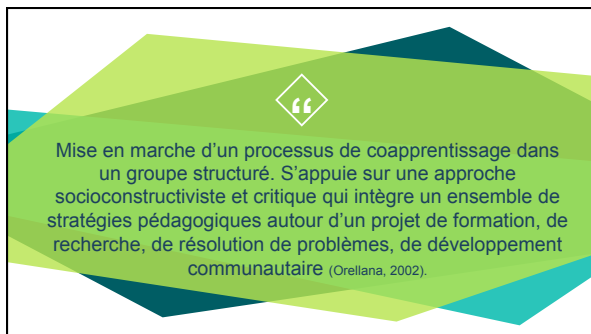 “
Mise en marche d’un processus de coapprentissage dans
un groupe structuré. S’appuie sur une approche
socioconstructiviste et critique qui intègre un ensemble de
stratégies pédagogiques autour d’un projet de formation, de
recherche, de résolution de problèmes, de développement
communautaire (Orellana, 2002).